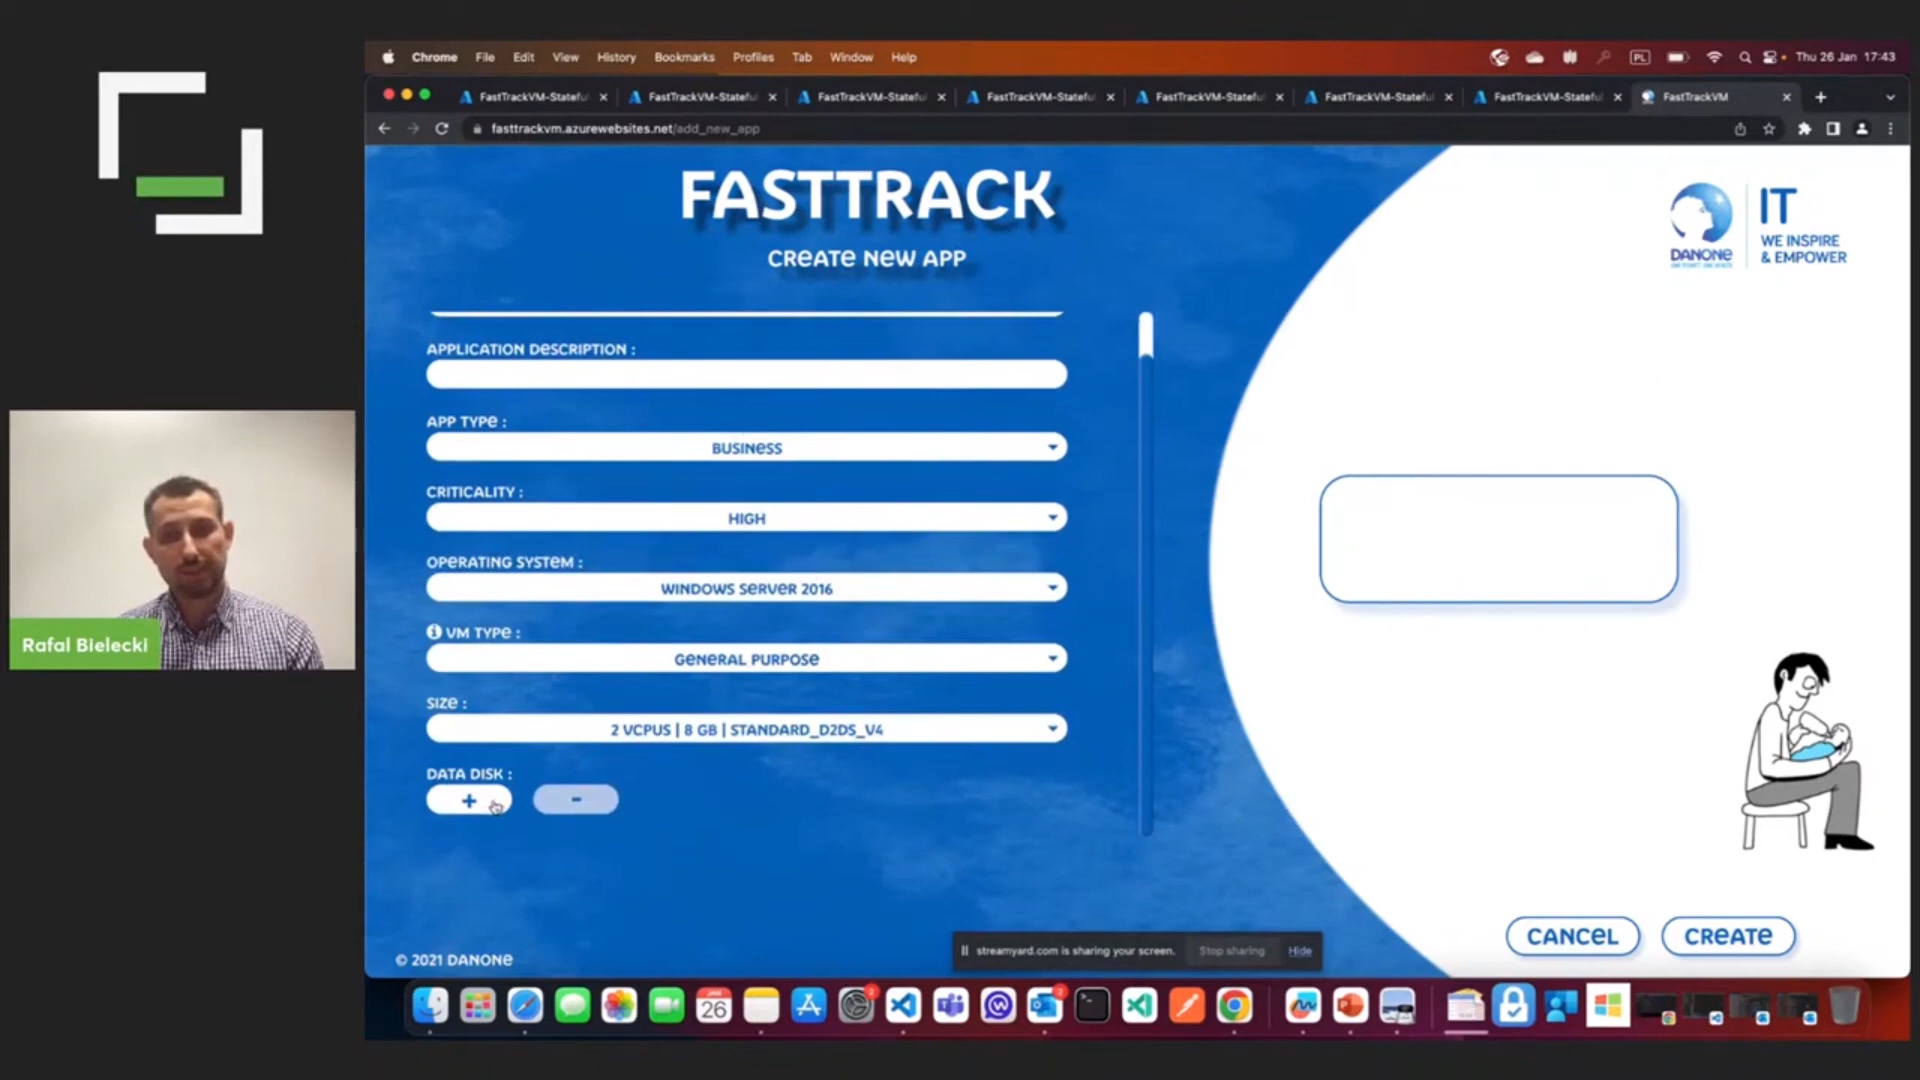 Chrome File Edit View History Bookmarks Profiles Tab Window Help
PL
Thu 26 Jan 17:43
FastTrackVM-Stateful
FastTrackVM-Stateful
FastTrackVM-Stateful
FastTrackVM-Stateful
FastTrackVM-Stateful
FastTrackVM-Stateful
FastTrackVM-Stateful
FastTrackVM
fasttrackvm.azurewebsites.net/add_new_app
FASTTRACK
CREATE NEW APP
DANONE
IT
WE INSPIRE
& EMPOWER
APPLICATION DESCRIPTION :
APP TYPE :
BUSINESS
CRITICALITY :
HIGH
OPERATING SYSTEM :
WINDOWS SERVER 2016
VM TYPE :
GENERAL PURPOSE
SIZE :
2 VCPUS | 8 GB | STANDARD_D2DS_V4
DATA DISK :
+ -
Rafal Bielecki
CANCEL CREATE
streamyard.com is sharing your screen. Stop sharing Hide
© 2021 DANONE
26